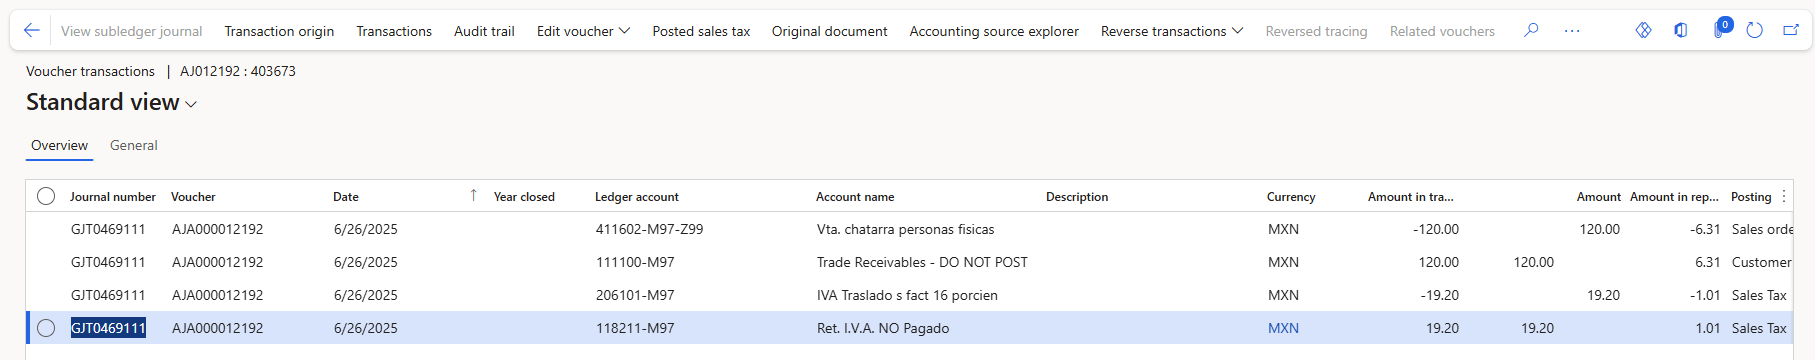 View subledger journal Transaction origin Transactions Audit trail Edit voucher Posted sales tax Original document Accounting source explorer Reverse transactions Reversed tracing Related vouchers ... 0
Voucher transactions | AJ012192 : 403673
Standard view
Overview General
Journal number Voucher Date Year closed Ledger account Account name Description Currency Amount in tra... Amount Amount in rep... Posting
GJT0469111 AJA000012192 6/26/2025 411602-M97-Z99 Vta. chatarra personas fisicas MXN -120.00 120.00 -6.31 Sales orde
GJT0469111 AJA000012192 6/26/2025 111100-M97 Trade Receivables - DO NOT POST MXN 120.00 120.00 6.31 Customer
GJT0469111 AJA000012192 6/26/2025 206101-M97 IVA Traslado s fact 16 porcien MXN -19.20 19.20 -1.01 Sales Tax
GJT0469111 AJA000012192 6/26/2025 118211-M97 Ret. I.V.A. NO Pagado MXN 19.20 19.20 1.01 Sales Tax